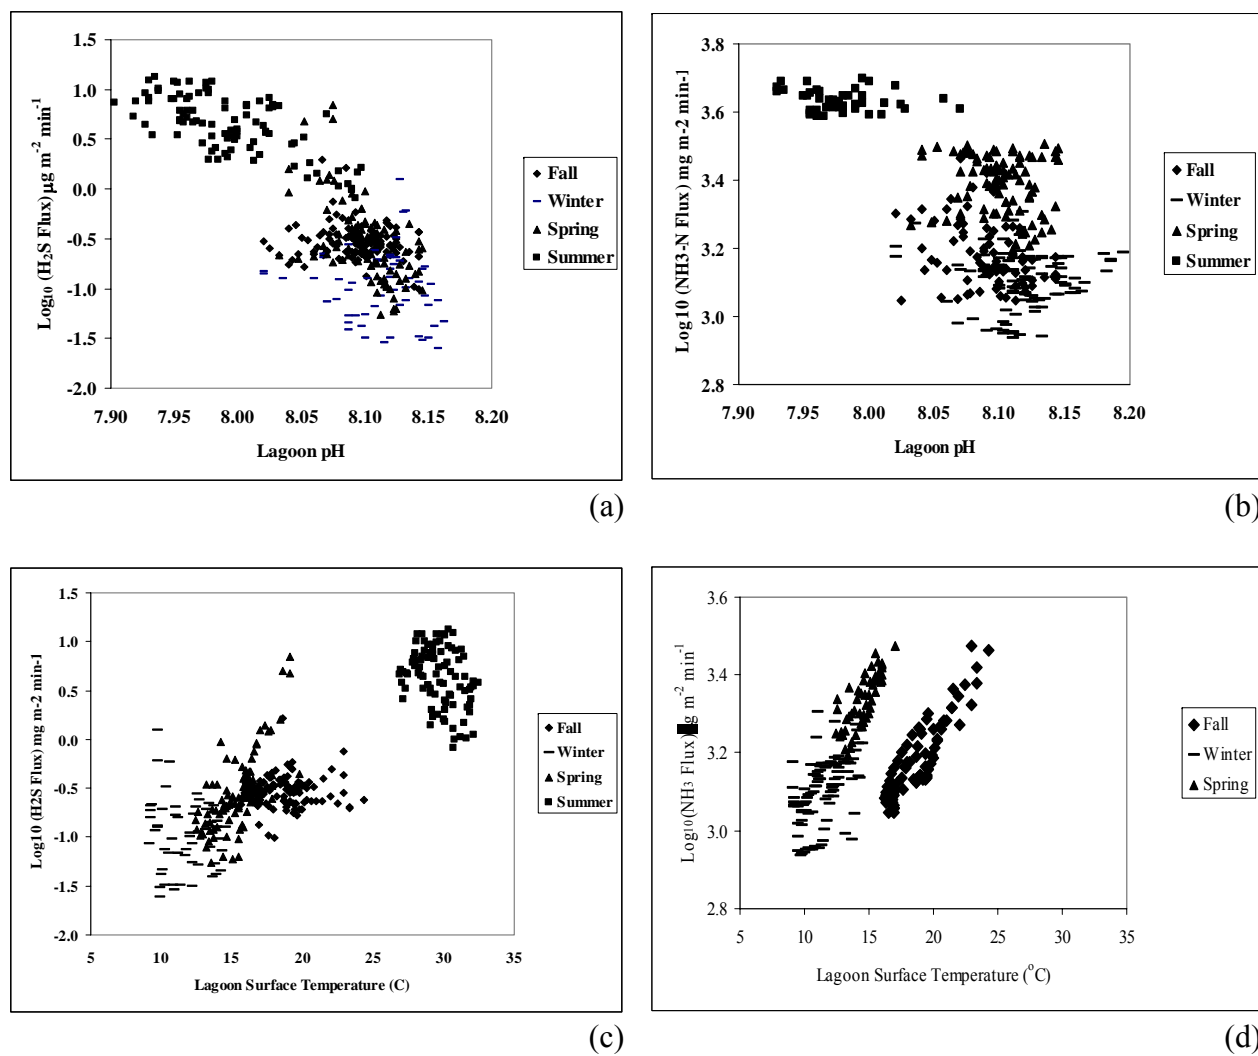 1.5
1.0
0.5
0.0
-0.5
-1.0
-1.5
-2.0
7.90 7.95 8.00 8.05 8.10 8.15 8.20
Log₁₀ (H₂S Flux) µg m⁻² min⁻¹
Lagoon pH
Fall
Winter
Spring
Summer
(a)
3.8
3.6
3.4
3.2
3.0
2.8
7.90 7.95 8.00 8.05 8.10 8.15 8.20
Log10 (NH3-N Flux) mg m-2 min-1
Lagoon pH
Fall
Winter
Spring
Summer
(b)
1.5
1.0
0.5
0.0
-0.5
-1.0
-1.5
-2.0
5 10 15 20 25 30 35
Log10 (H2S Flux) mg m-2 min-1
Lagoon Surface Temperature (C)
Fall
Winter
Spring
Summer
(c)
3.6
3.4
3.2
3.0
2.8
5 10 15 20 25 30 35
Log₁₀ (NH3 Flux) g m⁻² min⁻¹
Lagoon Surface Temperature (°C)
Fall
Winter
Spring
(d)